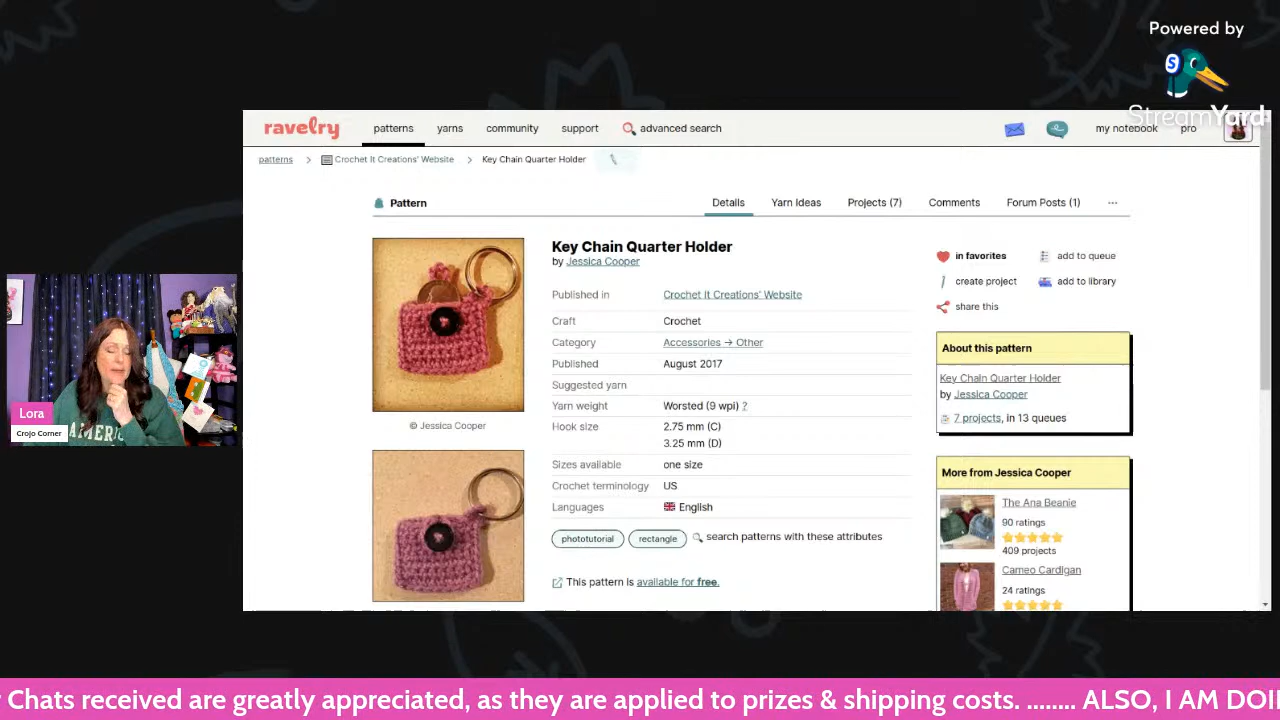 Powered by
StreamYard
ravelry
patterns
yarns
community
support
advanced search
my notebook
pro
patterns > Crochet It Creations' Website > Key Chain Quarter Holder
Pattern
Details
Yarn Ideas
Projects (7)
Comments
Forum Posts (1)
...
Key Chain Quarter Holder
by Jessica Cooper
Published in Crochet It Creations' Website
Craft Crochet
Category Accessories → Other
Published August 2017
Suggested yarn
Yarn weight Worsted (9 wpi) ?
Hook size 2.75 mm (C)
3.25 mm (D)
Sizes available one size
Crochet terminology US
Languages English
phototutorial
rectangle
search patterns with these attributes
This pattern is available for free.
© Jessica Cooper
in favorites
add to queue
create project
add to library
share this
About this pattern
Key Chain Quarter Holder
by Jessica Cooper
7 projects, in 13 queues
More from Jessica Cooper
The Ana Beanie
90 ratings
409 projects
Cameo Cardigan
24 ratings
Lora
Crojo Corner
AMERIC
Chats received are greatly appreciated, as they are applied to prizes & shipping costs. ........ ALSO, I AM DOI